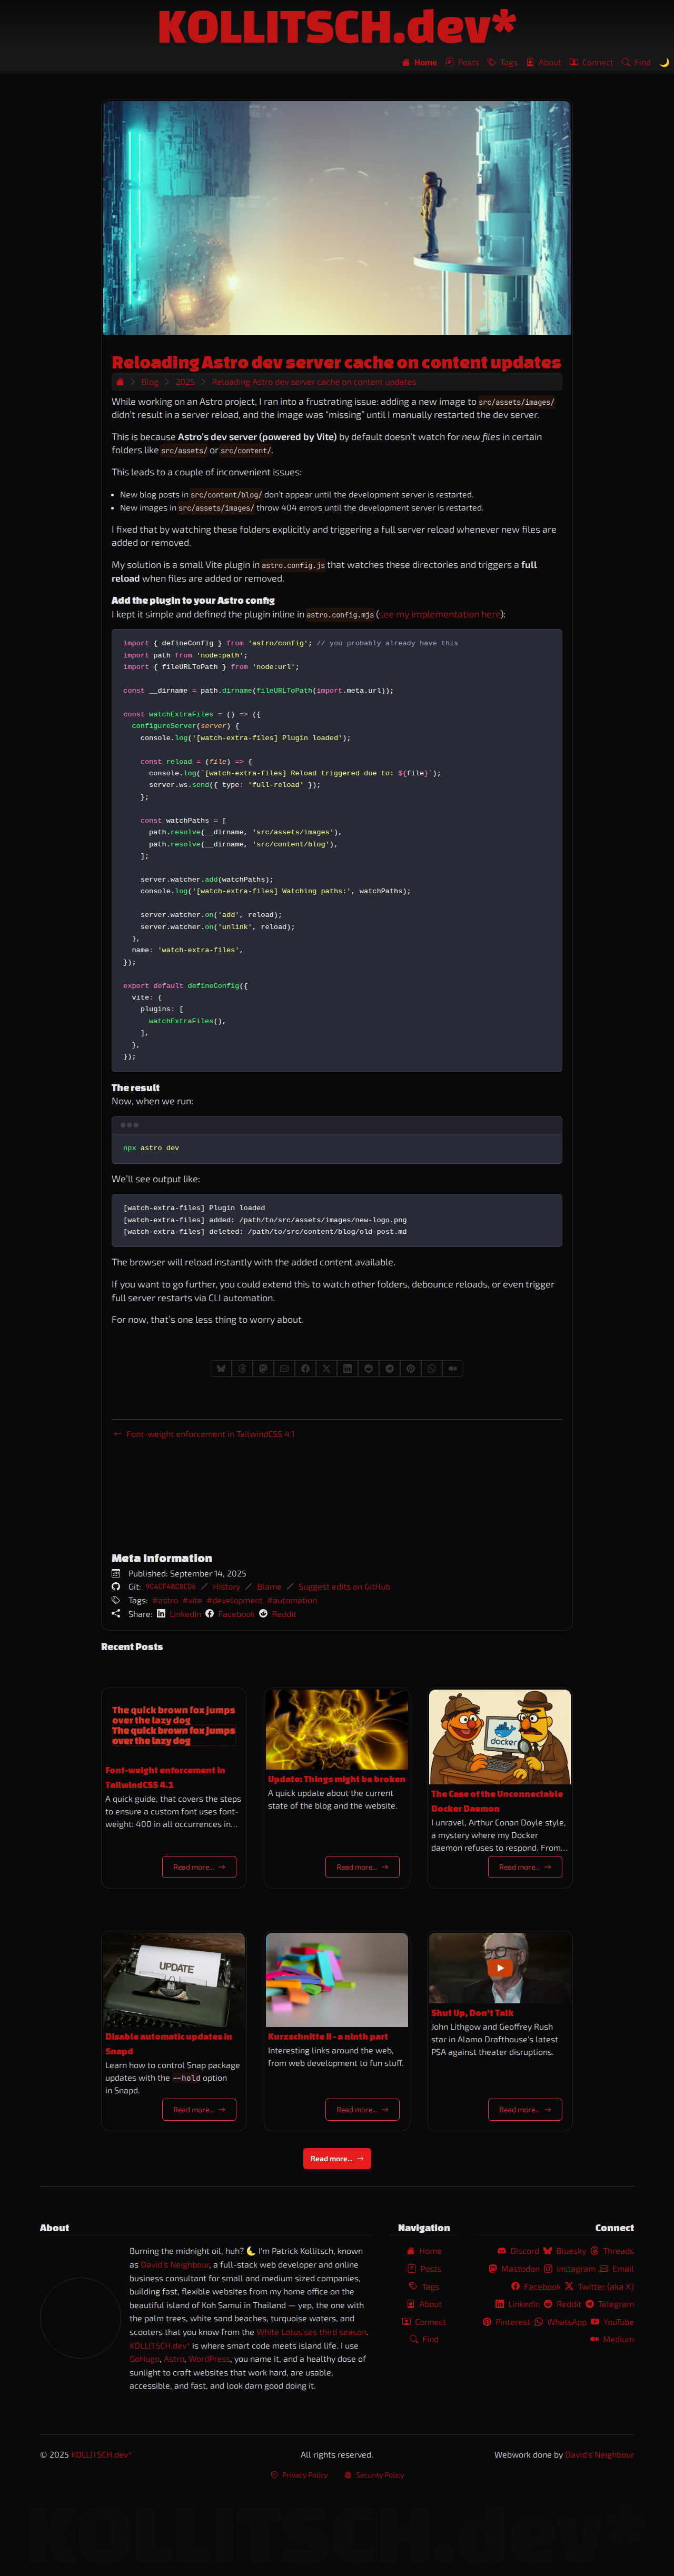 KOLLITSCH.dev*
Home Posts Tags About Connect Find
Reloading Astro dev server cache on content updates
Blog 2025 Reloading Astro dev server cache on content updates
While working on an Astro project, I ran into a frustrating issue: adding a new image to src/assets/images/
didn't result in a server reload, and the image was "missing" until I manually restarted the dev server.
This is because Astro's dev server (powered by Vite) by default doesn't watch for new files in certain
folders like src/assets/ or src/content/.
This leads to a couple of inconvenient issues:
• New blog posts in src/content/blog/ don't appear until the development server is restarted.
• New images in src/assets/images/ throw 404 errors until the development server is restarted.
I fixed that by watching these folders explicitly and triggering a full server reload whenever new files are
added or removed.
My solution is a small Vite plugin in astro.config.js that watches these directories and triggers a full
reload when files are added or removed.
Add the plugin to your Astro config
I kept it simple and defined the plugin inline in astro.config.mjs (see my implementation here):
import { defineConfig } from 'astro/config'; // you probably already have this
import path from 'node:path';
import { fileURLToPath } from 'node:url';
const __dirname = path.dirname(fileURLToPath(import.meta.url));
const watchExtraFiles = () => ({
configureServer(server) {
console.log('[watch-extra-files] Plugin loaded');
const reload = (file) => {
console.log(`[watch-extra-files] Reload triggered due to: ${file}`);
server.ws.send({ type: 'full-reload' });
};
const watchPaths = [
path.resolve(__dirname, 'src/assets/images'),
path.resolve(__dirname, 'src/content/blog'),
];
server.watcher.add(watchPaths);
console.log('[watch-extra-files] Watching paths:', watchPaths);
server.watcher.on('add', reload);
server.watcher.on('unlink', reload);
},
name: 'watch-extra-files',
});
export default defineConfig({
vite: {
plugins: [
watchExtraFiles(),
],
},
});
The result
Now, when we run:
npx astro dev
We'll see output like:
[watch-extra-files] Plugin loaded
[watch-extra-files] added: /path/to/src/assets/images/new-logo.png
[watch-extra-files] deleted: /path/to/src/content/blog/old-post.md
The browser will reload instantly with the added content available.
If you want to go further, you could extend this to watch other folders, debounce reloads, or even trigger
full server restarts via CLI automation.
For now, that's one less thing to worry about.
← Font-weight enforcement in TailwindCSS 4.1
Meta Information
Published: September 14, 2025
Git: / History / Blame / Suggest edits on GitHub
Tags: #astro #vite #development #automation
Share: LinkedIn Facebook Reddit
Recent Posts
The quick brown fox jumps
over the lazy dog
The quick brown fox jumps
over the lazy dog
Font-weight enforcement in
TailwindCSS 4.1
A quick guide, that covers the steps
to ensure a custom font uses font-
weight: 400 in all occurrences in...
Read more... →
Update: Things might be broken
A quick update about the current
state of the blog and the website.
Read more... →
docker
The Case of the Unconnectable
Docker Daemon
I unravel, Arthur Conan Doyle style,
a mystery where my Docker
daemon refuses to respond. From...
Read more... →
UPDATE
Disable automatic updates in
Snapd
Learn how to control Snap package
updates with the --hold option
in Snapd.
Read more... →
Kurzschnitte II - a ninth part
Interesting links around the web,
from web development to fun stuff.
Read more... →
Shut Up, Don't Talk
John Lithgow and Geoffrey Rush
star in Alamo Drafthouse's latest
PSA against theater disruptions.
Read more... →
Read more... →
About
Burning the midnight oil, huh? 🌜 I'm Patrick Kollitsch, known
as David's Neighbour, a full-stack web developer and online
business consultant for small and medium sized companies,
building fast, flexible websites from my home office on the
beautiful island of Koh Samui in Thailand — yep, the one with
the palm trees, white sand beaches, turquoise waters, and
scooters that you know from the White Lotus'ses third season.
KOLLITSCH.dev* is where smart code meets island life. I use
GoHugo, Astro, WordPress, you name it, and a healthy dose of
sunlight to craft websites that work hard, are usable,
accessible, and fast, and look darn good doing it.
Navigation
Home
Posts
Tags
About
Connect
Find
Connect
Discord Bluesky Threads
Mastodon Instagram Email
Facebook Twitter (aka X)
LinkedIn Reddit Telegram
Pinterest WhatsApp YouTube
Medium
© 2025 KOLLITSCH.dev*
All rights reserved.
Webwork done by David's Neighbour
Privacy Policy Security Policy
KOLLITSCH.dev*